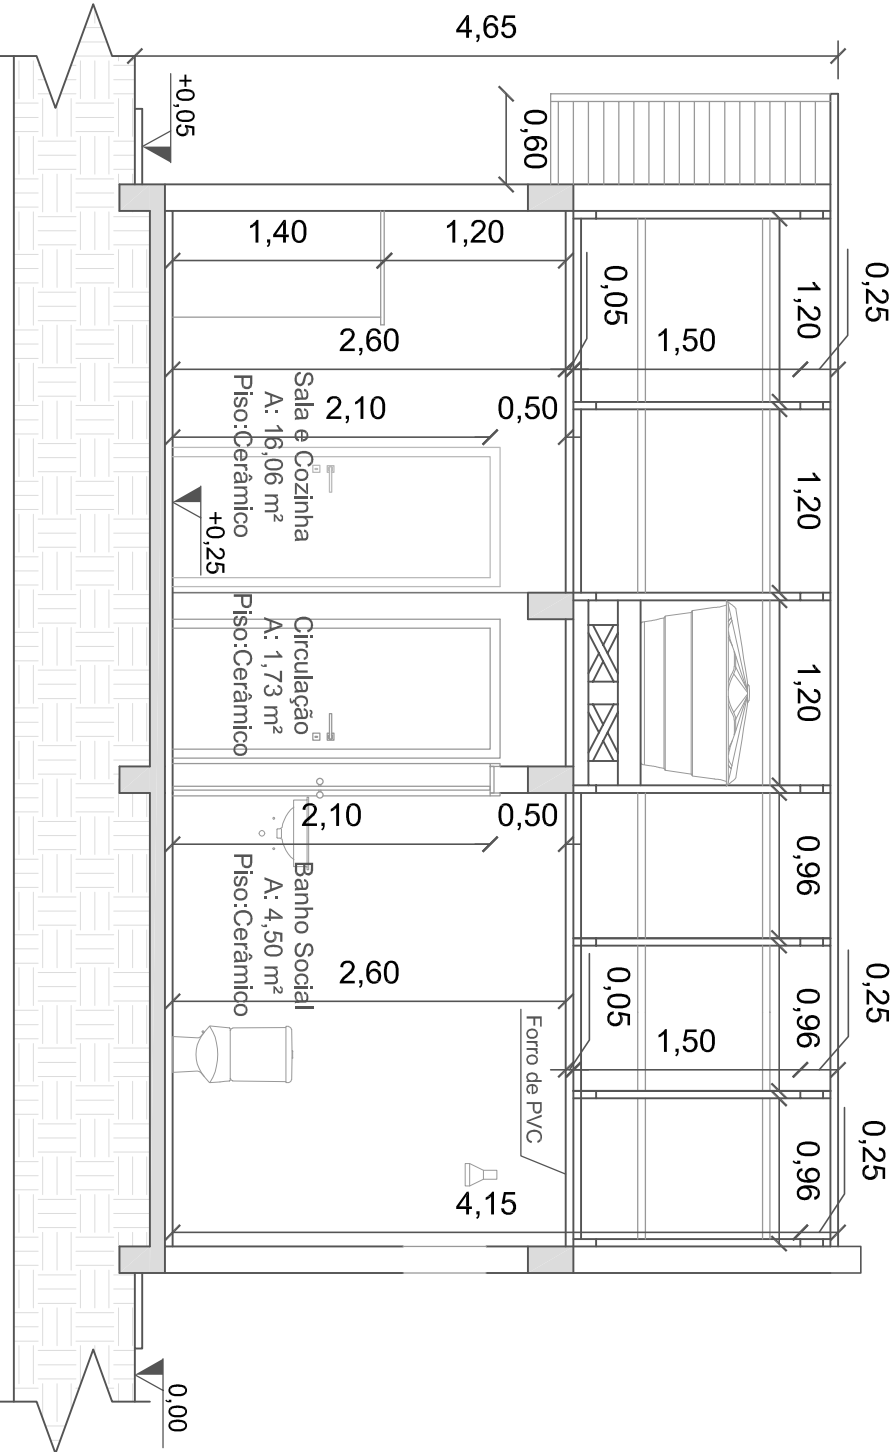 4,65
+0,05
0,60
1,40
1,20
0,25
0,05
1,20
2,60
1,50
2,10
0,50
Sala e Cozinha
A: 16,06 m²
Piso:Cerâmico
+0,25
1,20
Circulação
A: 1,73 m²
Piso:Cerâmico
1,20
2,10
0,50
0,96
Banho Social
A: 4,50 m²
Piso:Cerâmico
2,60
0,05
1,50
0,96
0,25
Forro de PVC
4,15
0,96
0,25
0,00